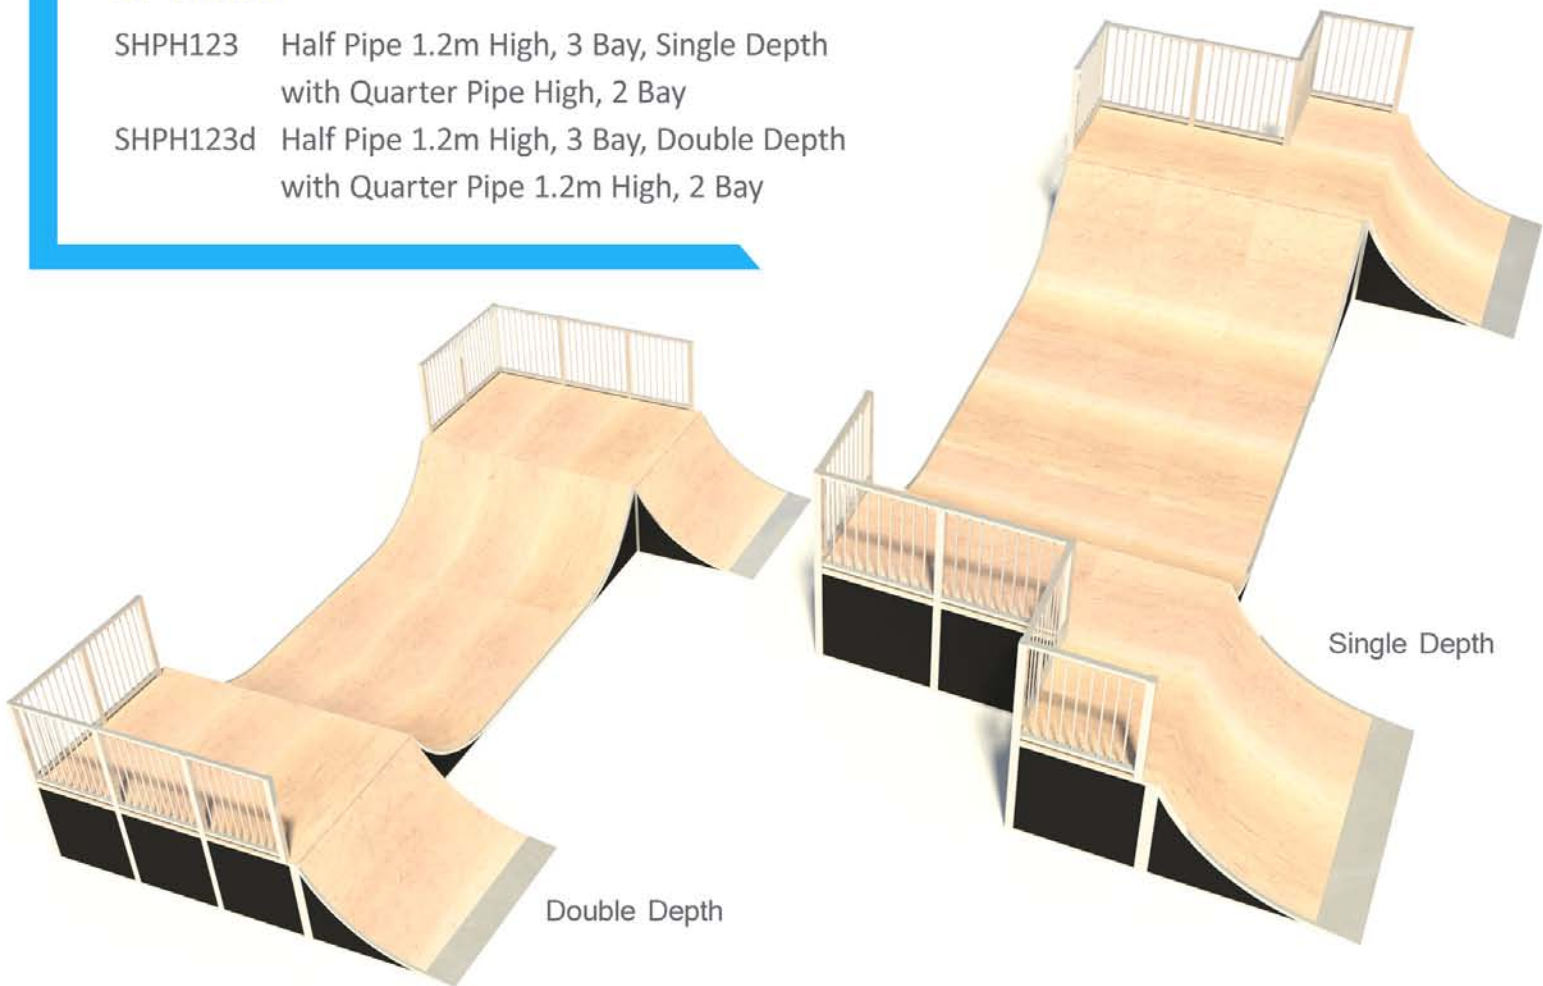 SHPH123 Half Pipe 1.2m High, 3 Bay, Single Depth
with Quarter Pipe High, 2 Bay
SHPH123d Half Pipe 1.2m High, 3 Bay, Double Depth
with Quarter Pipe 1.2m High, 2 Bay
Single Depth
Double Depth